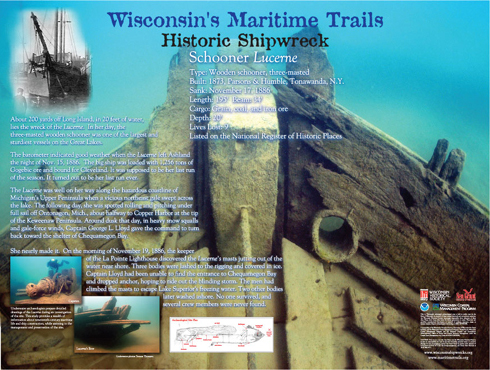 Wisconsin's Maritime Trails
Historic Shipwreck
Schooner Lucerne
Type: Wooden schooner, three-masted
Built: 1873, Parsons & Humble, Tonawanda, N.Y.
Sank: November 17, 1886
Length: 195' Beam: 34'
Cargo: Grain, coal, and iron ore
Depth: 20'
Lives Lost: 9
Listed on the National Register of Historic Places
About 200 yards off Long Island, in 20 feet of water,
lies the wreck of the Lucerne. In her day, the
three-masted wooden schooner was one of the largest and
sturdiest vessels on the Great Lakes.
The barometer indicated good weather when the Lucerne left Ashland
the night of Nov. 15, 1886. The big ship was loaded with 1,256 tons of
Gogebic ore and bound for Cleveland. It was supposed to be her last run
of the season. It turned out to be her last run ever.
The Lucerne was well on her way along the hazardous coastline of
Michigan's Upper Peninsula when a vicious northeast gale swept across
the lake. The following day, she was spotted rolling and pitching under
full sail off Ontonagon, Mich., about halfway to Copper Harbor at the tip
of the Keweenaw Peninsula. Around dusk that day, in heavy snow squalls
and gale-force winds, Captain George L. Lloyd gave the command to turn
back toward the shelter of Chequamegon Bay.
She nearly made it. On the morning of November 19, 1886, the keeper
of the La Pointe Lighthouse discovered the Lucerne's masts jutting out of the
water near shore. Three bodies were lashed to the rigging and covered in ice.
Captain Lloyd had been unable to find the entrance to Chequamegon Bay
and dropped anchor, hoping to ride out the blinding storm. The men had
climbed the masts to escape Lake Superior's freezing water. Two other bodies
later washed ashore. No one survived, and
several crew members were never found.
www.wisconsinshipwrecks.org
www.maritimetrails.org